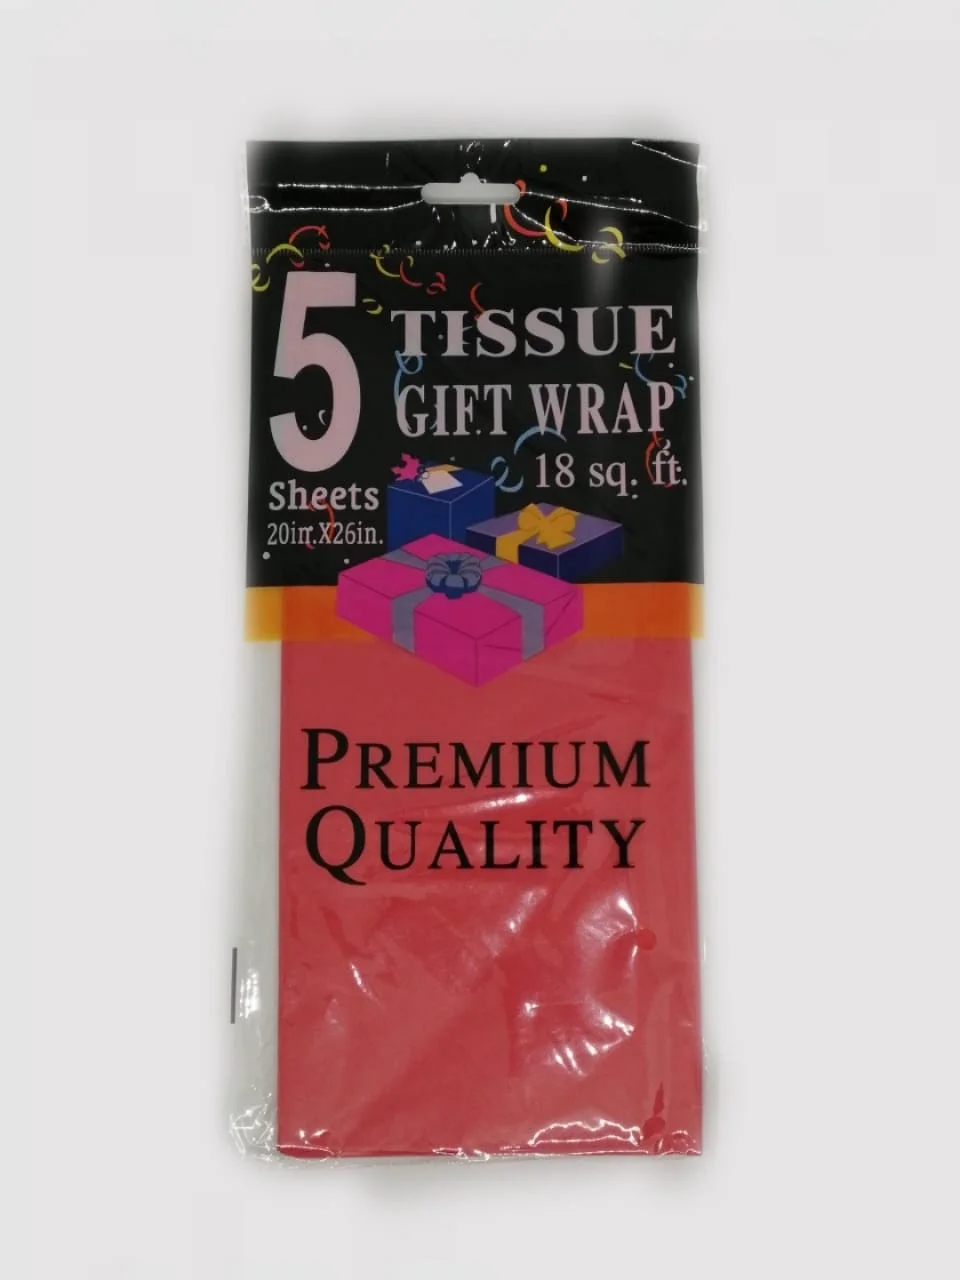 5
Sheets
20in.X26in.
TISSUE
GIFT WRAP
18 sq. ft.
PREMIUM
QUALITY